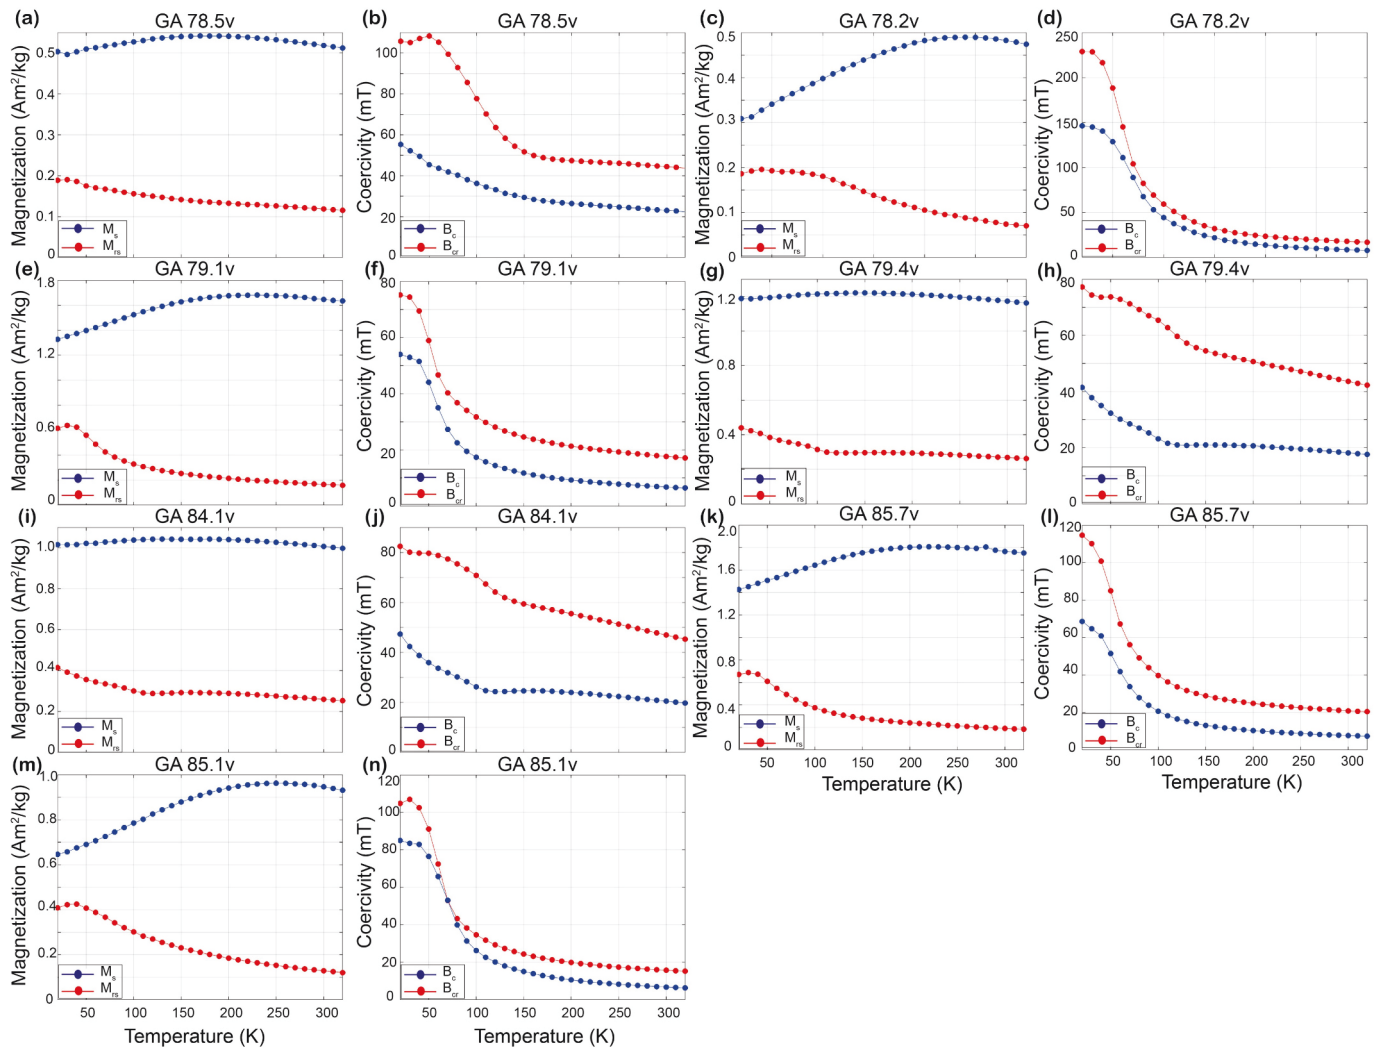 (a) GA 78.5v
Magnetization (Am²/kg)
0.5
0.4
0.3
0.2
0.1
0
Ms
Mrs
(b) GA 78.5v
Coercivity (mT)
100
80
60
40
20
0
Bc
Bcr
(c) GA 78.2v
Magnetization (Am²/kg)
0.5
0.4
0.3
0.2
0.1
0
Ms
Mrs
(d) GA 78.2v
Coercivity (mT)
250
200
150
100
50
0
Bc
Bcr
(e) GA 79.1v
Magnetization (Am²/kg)
1.8
1.2
0.6
0
Ms
Mrs
(f) GA 79.1v
Coercivity (mT)
80
60
40
20
0
Bc
Bcr
(g) GA 79.4v
Magnetization (Am²/kg)
1.2
0.8
0.4
0
Ms
Mrs
(h) GA 79.4v
Coercivity (mT)
80
60
40
20
0
Bc
Bcr
(i) GA 84.1v
Magnetization (Am²/kg)
1.0
0.8
0.6
0.4
0.2
0
Ms
Mrs
(j) GA 84.1v
Coercivity (mT)
80
60
40
20
0
Bc
Bcr
(k) GA 85.7v
Magnetization (Am²/kg)
2.0
1.6
1.2
0.8
0.4
0
Ms
Mrs
50 100 150 200 250 300
Temperature (K)
(l) GA 85.7v
Coercivity (mT)
120
100
80
60
40
20
0
Bc
Bcr
50 100 150 200 250 300
Temperature (K)
(m) GA 85.1v
Magnetization (Am²/kg)
1.0
0.8
0.6
0.4
0.2
0
Ms
Mrs
50 100 150 200 250 300
Temperature (K)
(n) GA 85.1v
Coercivity (mT)
120
100
80
60
40
20
0
Bc
Bcr
50 100 150 200 250 300
Temperature (K)